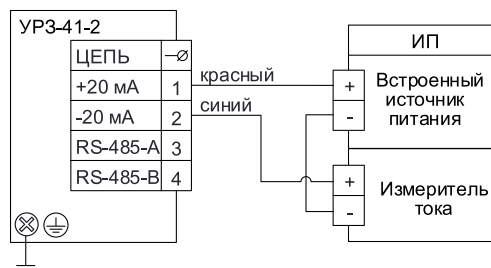 УРЗ-41-2
ЦЕПЬ
+20 мА 1
-20 мА 2
RS-485-A 3
RS-485-B 4
красный
синий
ИП
+
-
Встроенный
источник
питания
+
-
Измеритель
тока